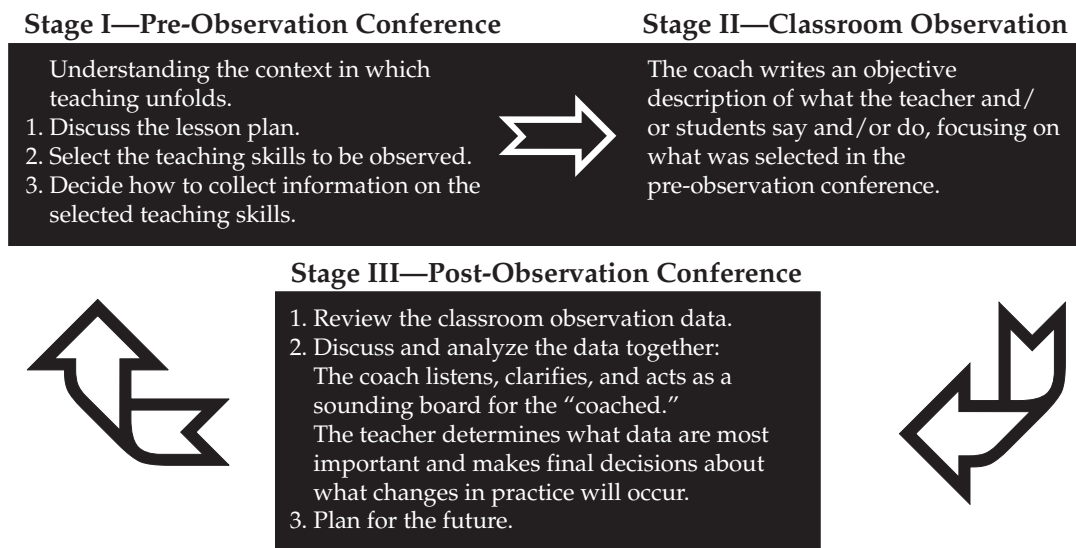 Stage I—Pre-Observation Conference
Understanding the context in which
teaching unfolds.
1. Discuss the lesson plan.
2. Select the teaching skills to be observed.
3. Decide how to collect information on the
selected teaching skills.
Stage II—Classroom Observation
The coach writes an objective
description of what the teacher and/
or students say and/or do, focusing on
what was selected in the
pre-observation conference.
Stage III—Post-Observation Conference
1. Review the classroom observation data.
2. Discuss and analyze the data together:
The coach listens, clarifies, and acts as a
sounding board for the “coached.”
The teacher determines what data are most
important and makes final decisions about
what changes in practice will occur.
3. Plan for the future.